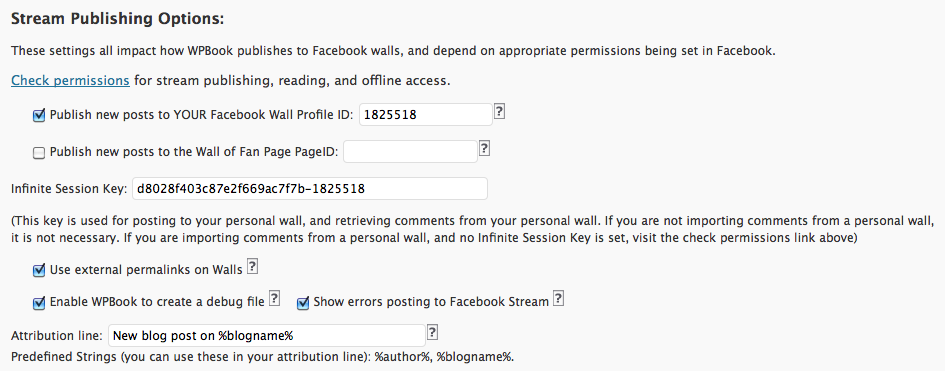 Stream Publishing Options:
These settings all impact how WPBook publishes to Facebook walls, and depend on appropriate permissions being set in Facebook.
Check permissions for stream publishing, reading, and offline access.
Publish new posts to YOUR Facebook Wall Profile ID: 1825518 ?
Publish new posts to the Wall of Fan Page PageID: ?
Infinite Session Key: d8028f403c87e2f669ac7f7b-1825518
(This key is used for posting to your personal wall, and retrieving comments from your personal wall. If you are not importing comments from a personal wall,
it is not necessary. If you are importing comments from a personal wall, and no Infinite Session Key is set, visit the check permissions link above)
Use external permalinks on Walls ?
Enable WPBook to create a debug file ? Show errors posting to Facebook Stream ?
Attribution line: New blog post on %blogname% ?
Predefined Strings (you can use these in your attribution line): %author%, %blogname%.